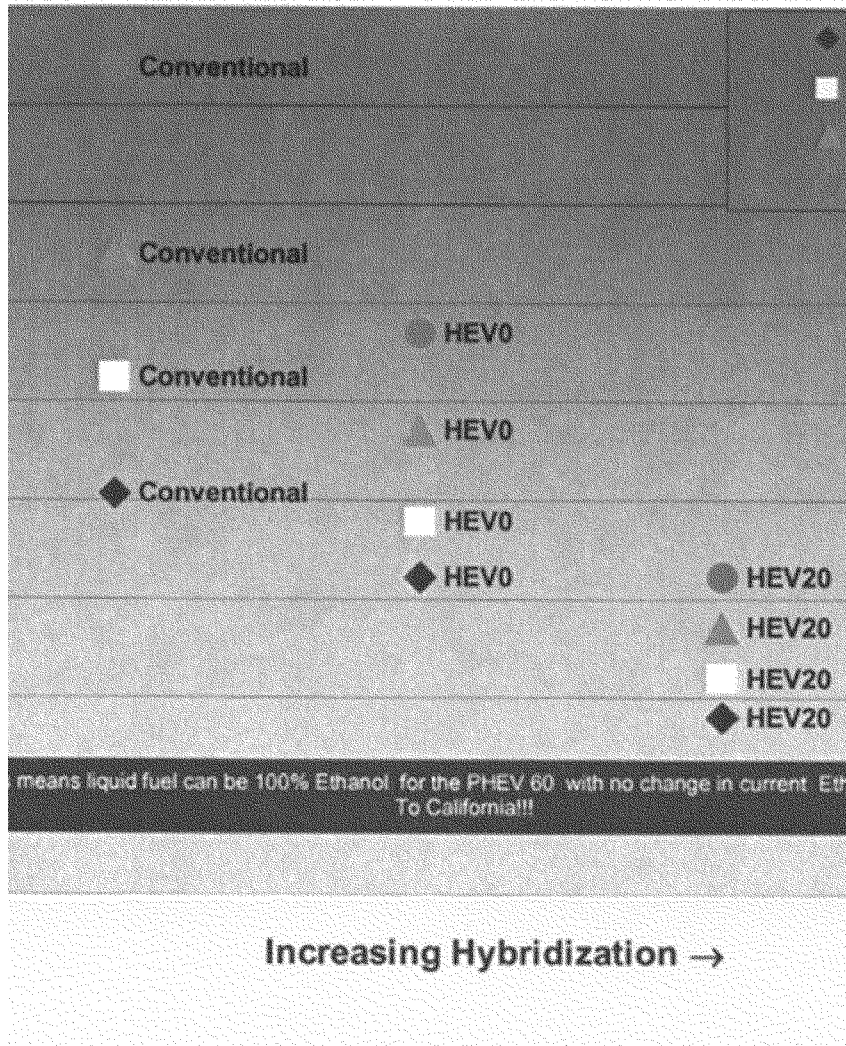 Conventional
Conventional
HEV0
Conventional
HEV0
Conventional
HEV0
HEV0 HEV20
HEV20
HEV20
HEV20
means liquid fuel can be 100% Ethanol for the PHEV 60 with no change in current Eth
To California!!!
Increasing Hybridization →